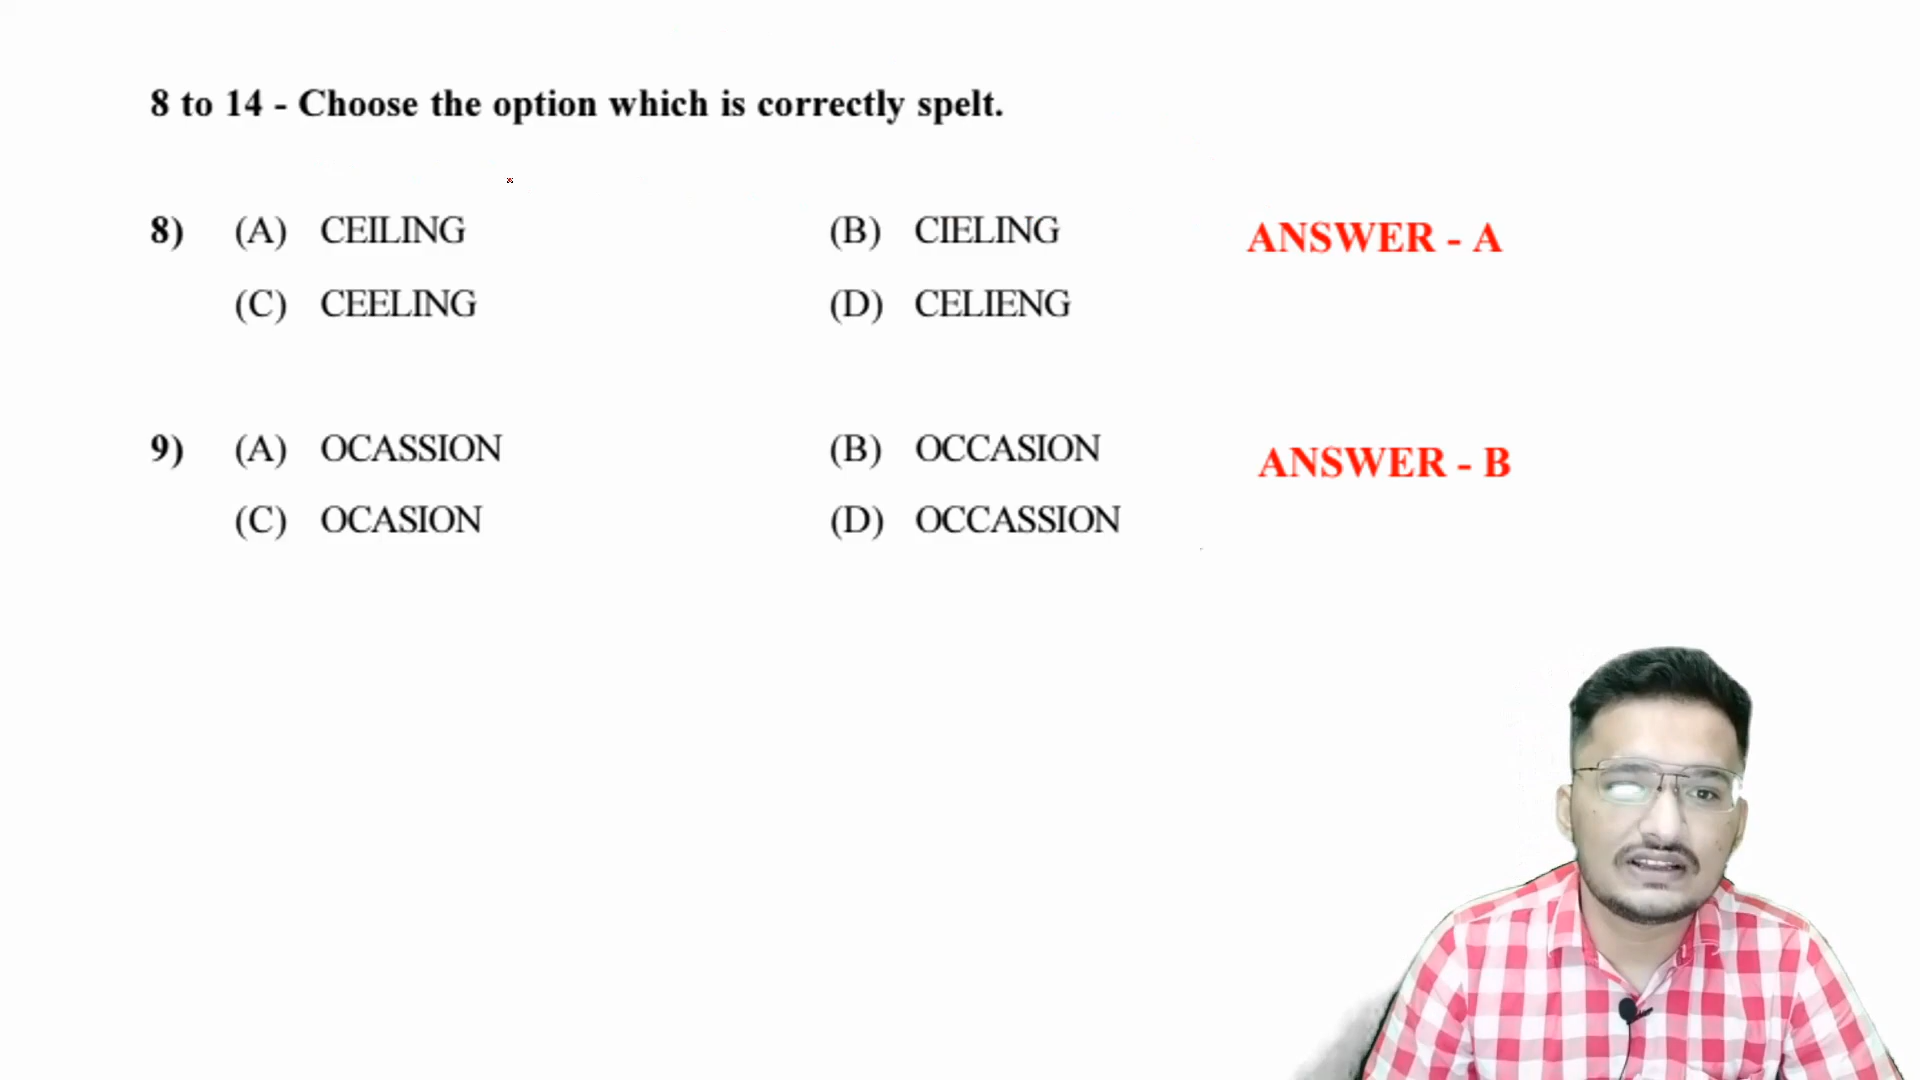 8 to 14 - Choose the option which is correctly spelt.
8) (A) CEILING (B) CIELING ANSWER - A
(C) CEELING (D) CELIENG
9) (A) OCASSION (B) OCCASION ANSWER - B
(C) OCASION (D) OCCASSION